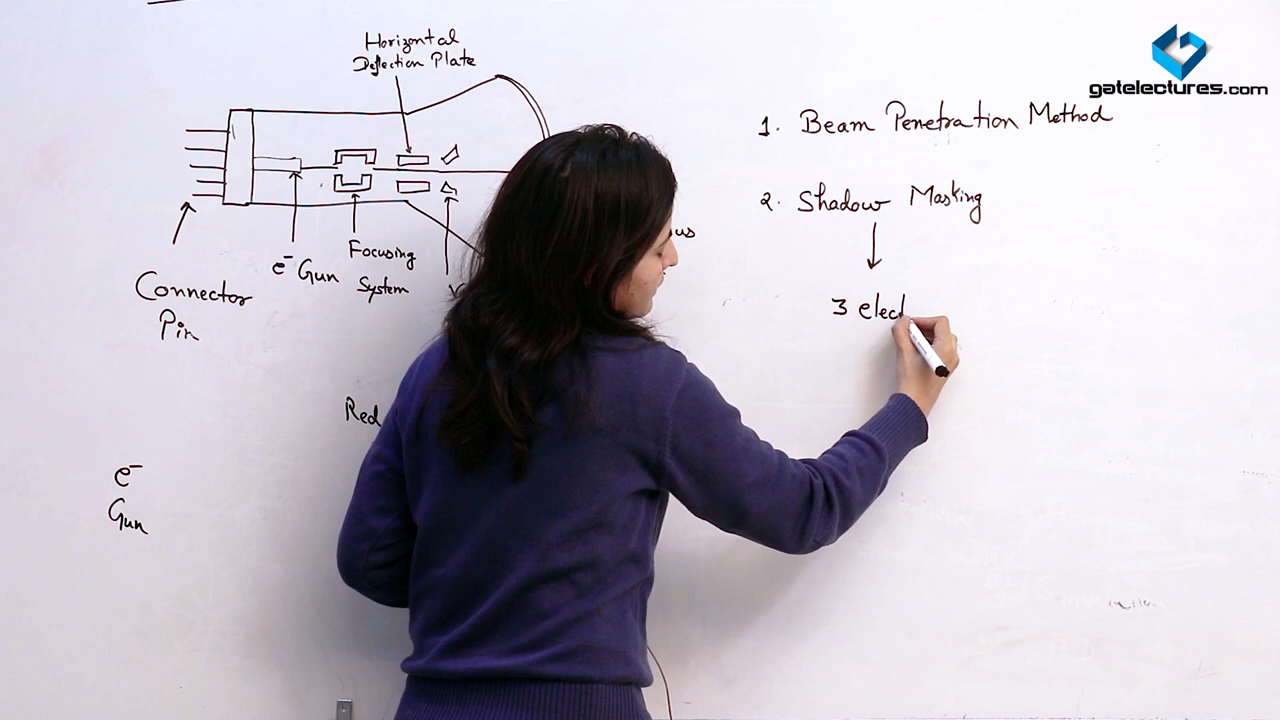 Horizontal
Deflection Plate
Connector
Pin
e⁻ Gun
Focusing
System
Red
e⁻
Gun
gatelectures.com
1. Beam Penetration Method
2. Shadow Masking
3 elect